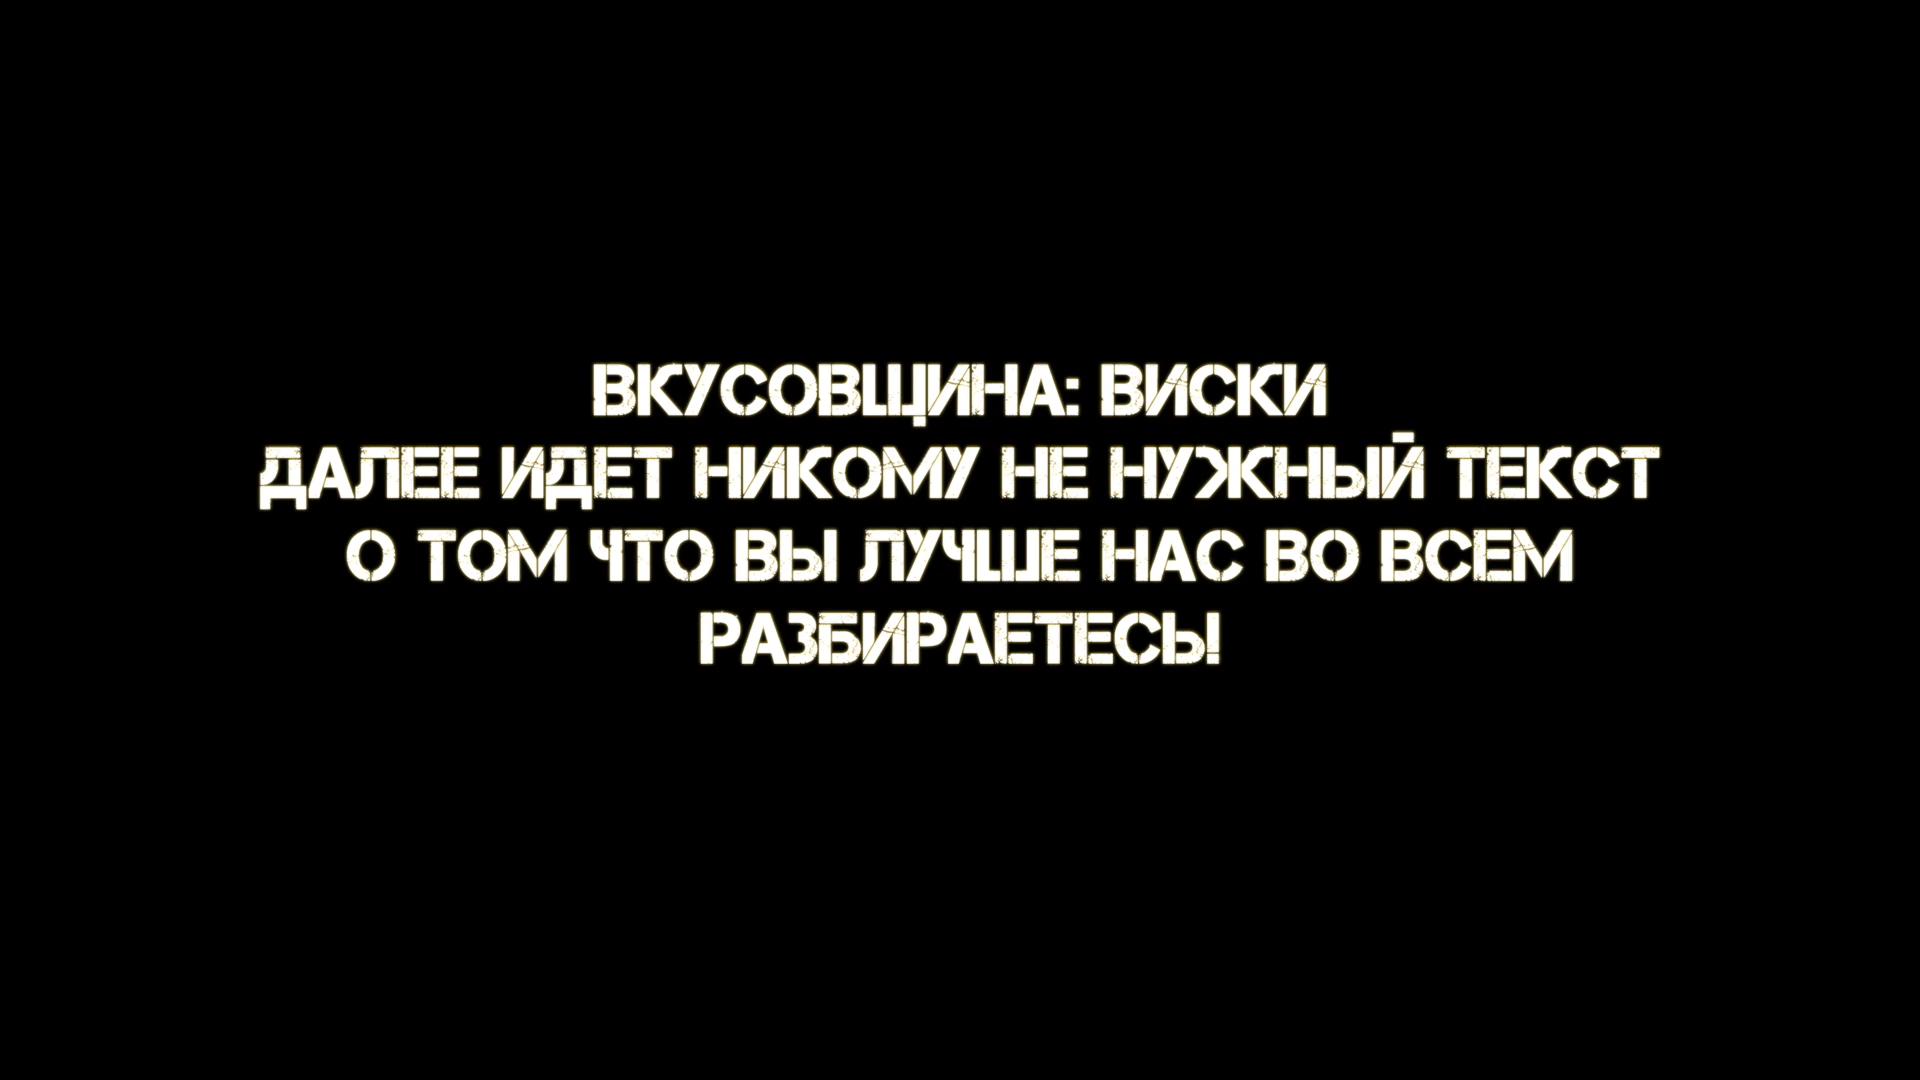 ВКУСОВЩИНА: ВИСКИ
ДАЛЕЕ ИДЕТ НИКОМУ НЕ НУЖНЫЙ ТЕКСТ
О ТОМ ЧТО ВЫ ЛУЧШЕ НАС ВО ВСЕМ
РАЗБИРАЕТЕСЬ!